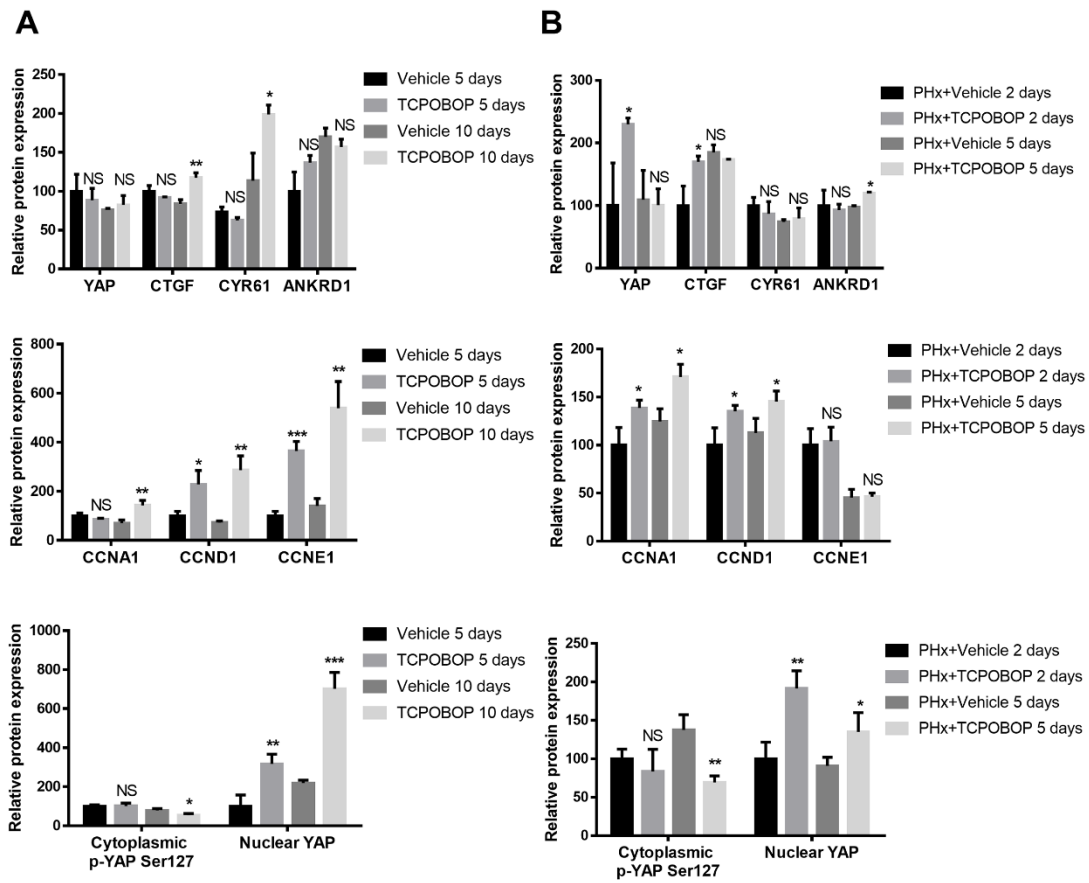 A
Relative protein expression
250
200
150
100
50
0
NS NS NS ** NS * NS NS
YAP CTGF CYR61 ANKRD1
Vehicle 5 days
TCPOBOP 5 days
Vehicle 10 days
TCPOBOP 10 days
B
Relative protein expression
300
200
100
0
* NS * NS NS NS NS *
YAP CTGF CYR61 ANKRD1
PHx+Vehicle 2 days
PHx+TCPOBOP 2 days
PHx+Vehicle 5 days
PHx+TCPOBOP 5 days
Relative protein expression
800
600
400
200
0
NS ** * ** *** **
CCNA1 CCND1 CCNE1
Vehicle 5 days
TCPOBOP 5 days
Vehicle 10 days
TCPOBOP 10 days
Relative protein expression
200
150
100
50
0
* * * * NS NS
CCNA1 CCND1 CCNE1
PHx+Vehicle 2 days
PHx+TCPOBOP 2 days
PHx+Vehicle 5 days
PHx+TCPOBOP 5 days
Relative protein expression
1000
800
600
400
200
0
NS * ** ***
Cytoplasmic Nuclear YAP
p-YAP Ser127
Vehicle 5 days
TCPOBOP 5 days
Vehicle 10 days
TCPOBOP 10 days
Relative protein expression
250
200
150
100
50
0
NS ** ** *
Cytoplasmic Nuclear YAP
p-YAP Ser127
PHx+Vehicle 2 days
PHx+TCPOBOP 2 days
PHx+Vehicle 5 days
PHx+TCPOBOP 5 days